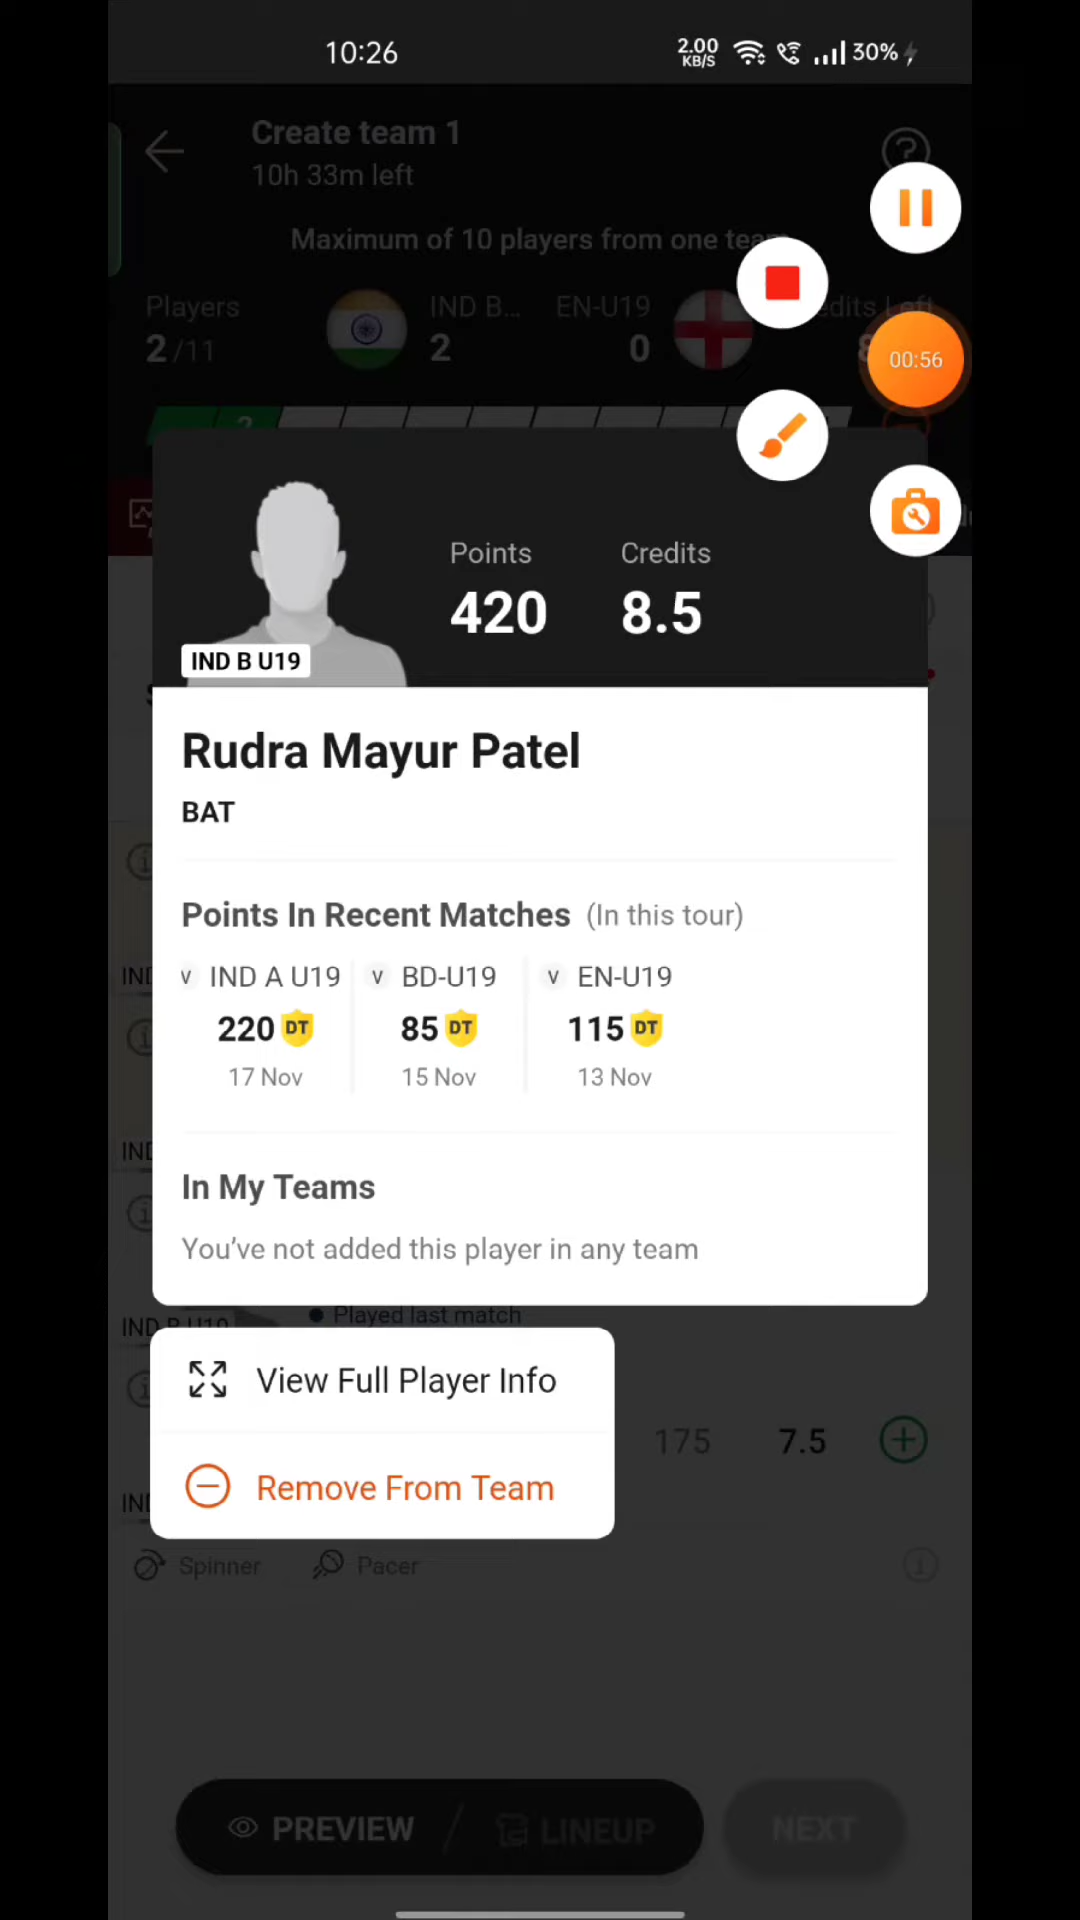 10:26
2.00
KB/S
30%
Create team 1
10h 33m left
Maximum of 10 players from one team
00:56
Players
IND B...
EN-U19
2/11
2
0
2
Points
Credits
420
8.5
IND B U19
Rudra Mayur Patel
BAT
Points In Recent Matches (In this tour)
v IND A U19
v BD-U19
v EN-U19
220 DT
85 DT
115 DT
17 Nov
15 Nov
13 Nov
In My Teams
You've not added this player in any team
IND B U19
Played last match
View Full Player Info
175
7.5
Remove From Team
Spinner
Pacer
PREVIEW
LINEUP
NEXT